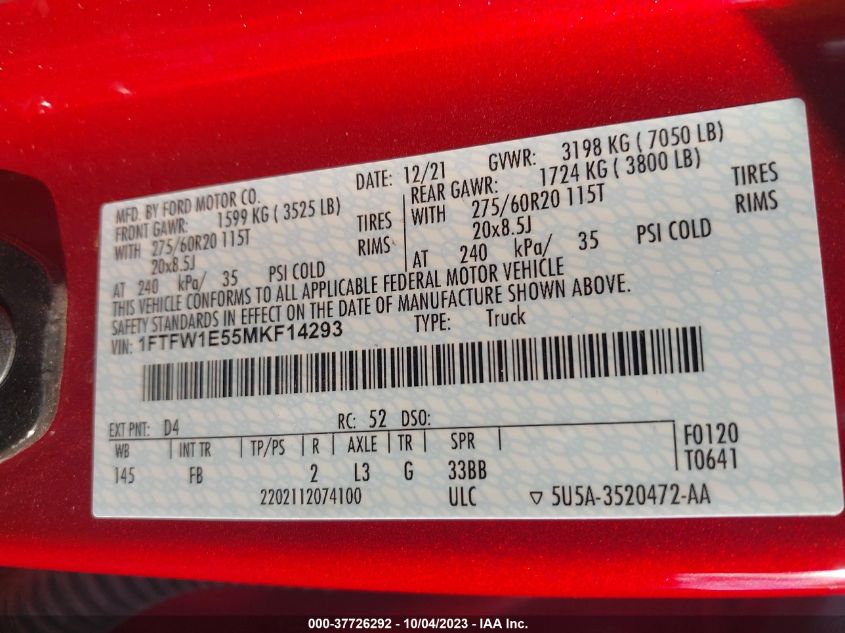 MFD. BY FORD MOTOR CO.
DATE: 12/21 GVWR: 3198 KG ( 7050 LB)
FRONT GAWR: 1599 KG ( 3525 LB)
WITH 275/60R20 115T TIRES
20x8.5J RIMS
AT 240 kPa/ 35 PSI COLD
REAR GAWR: 1724 KG ( 3800 LB)
WITH 275/60R20 115T TIRES
20x8.5J RIMS
AT 240 kPa/ 35 PSI COLD
THIS VEHICLE CONFORMS TO ALL APPLICABLE FEDERAL MOTOR VEHICLE
SAFETY STANDARDS IN EFFECT ON THE DATE OF MANUFACTURE SHOWN ABOVE.
VIN: 1FTFW1E55MKF14293 TYPE: Truck
EXT PNT: D4 RC: 52 DSO:
WB INT TR TP/PS R AXLE TR SPR
145 FB 2 L3 G 33BB
F0120
T0641
2202112074100 ULC ▽ 5U5A-3520472-AA
000-37726292 - 10/04/2023 - IAA Inc.